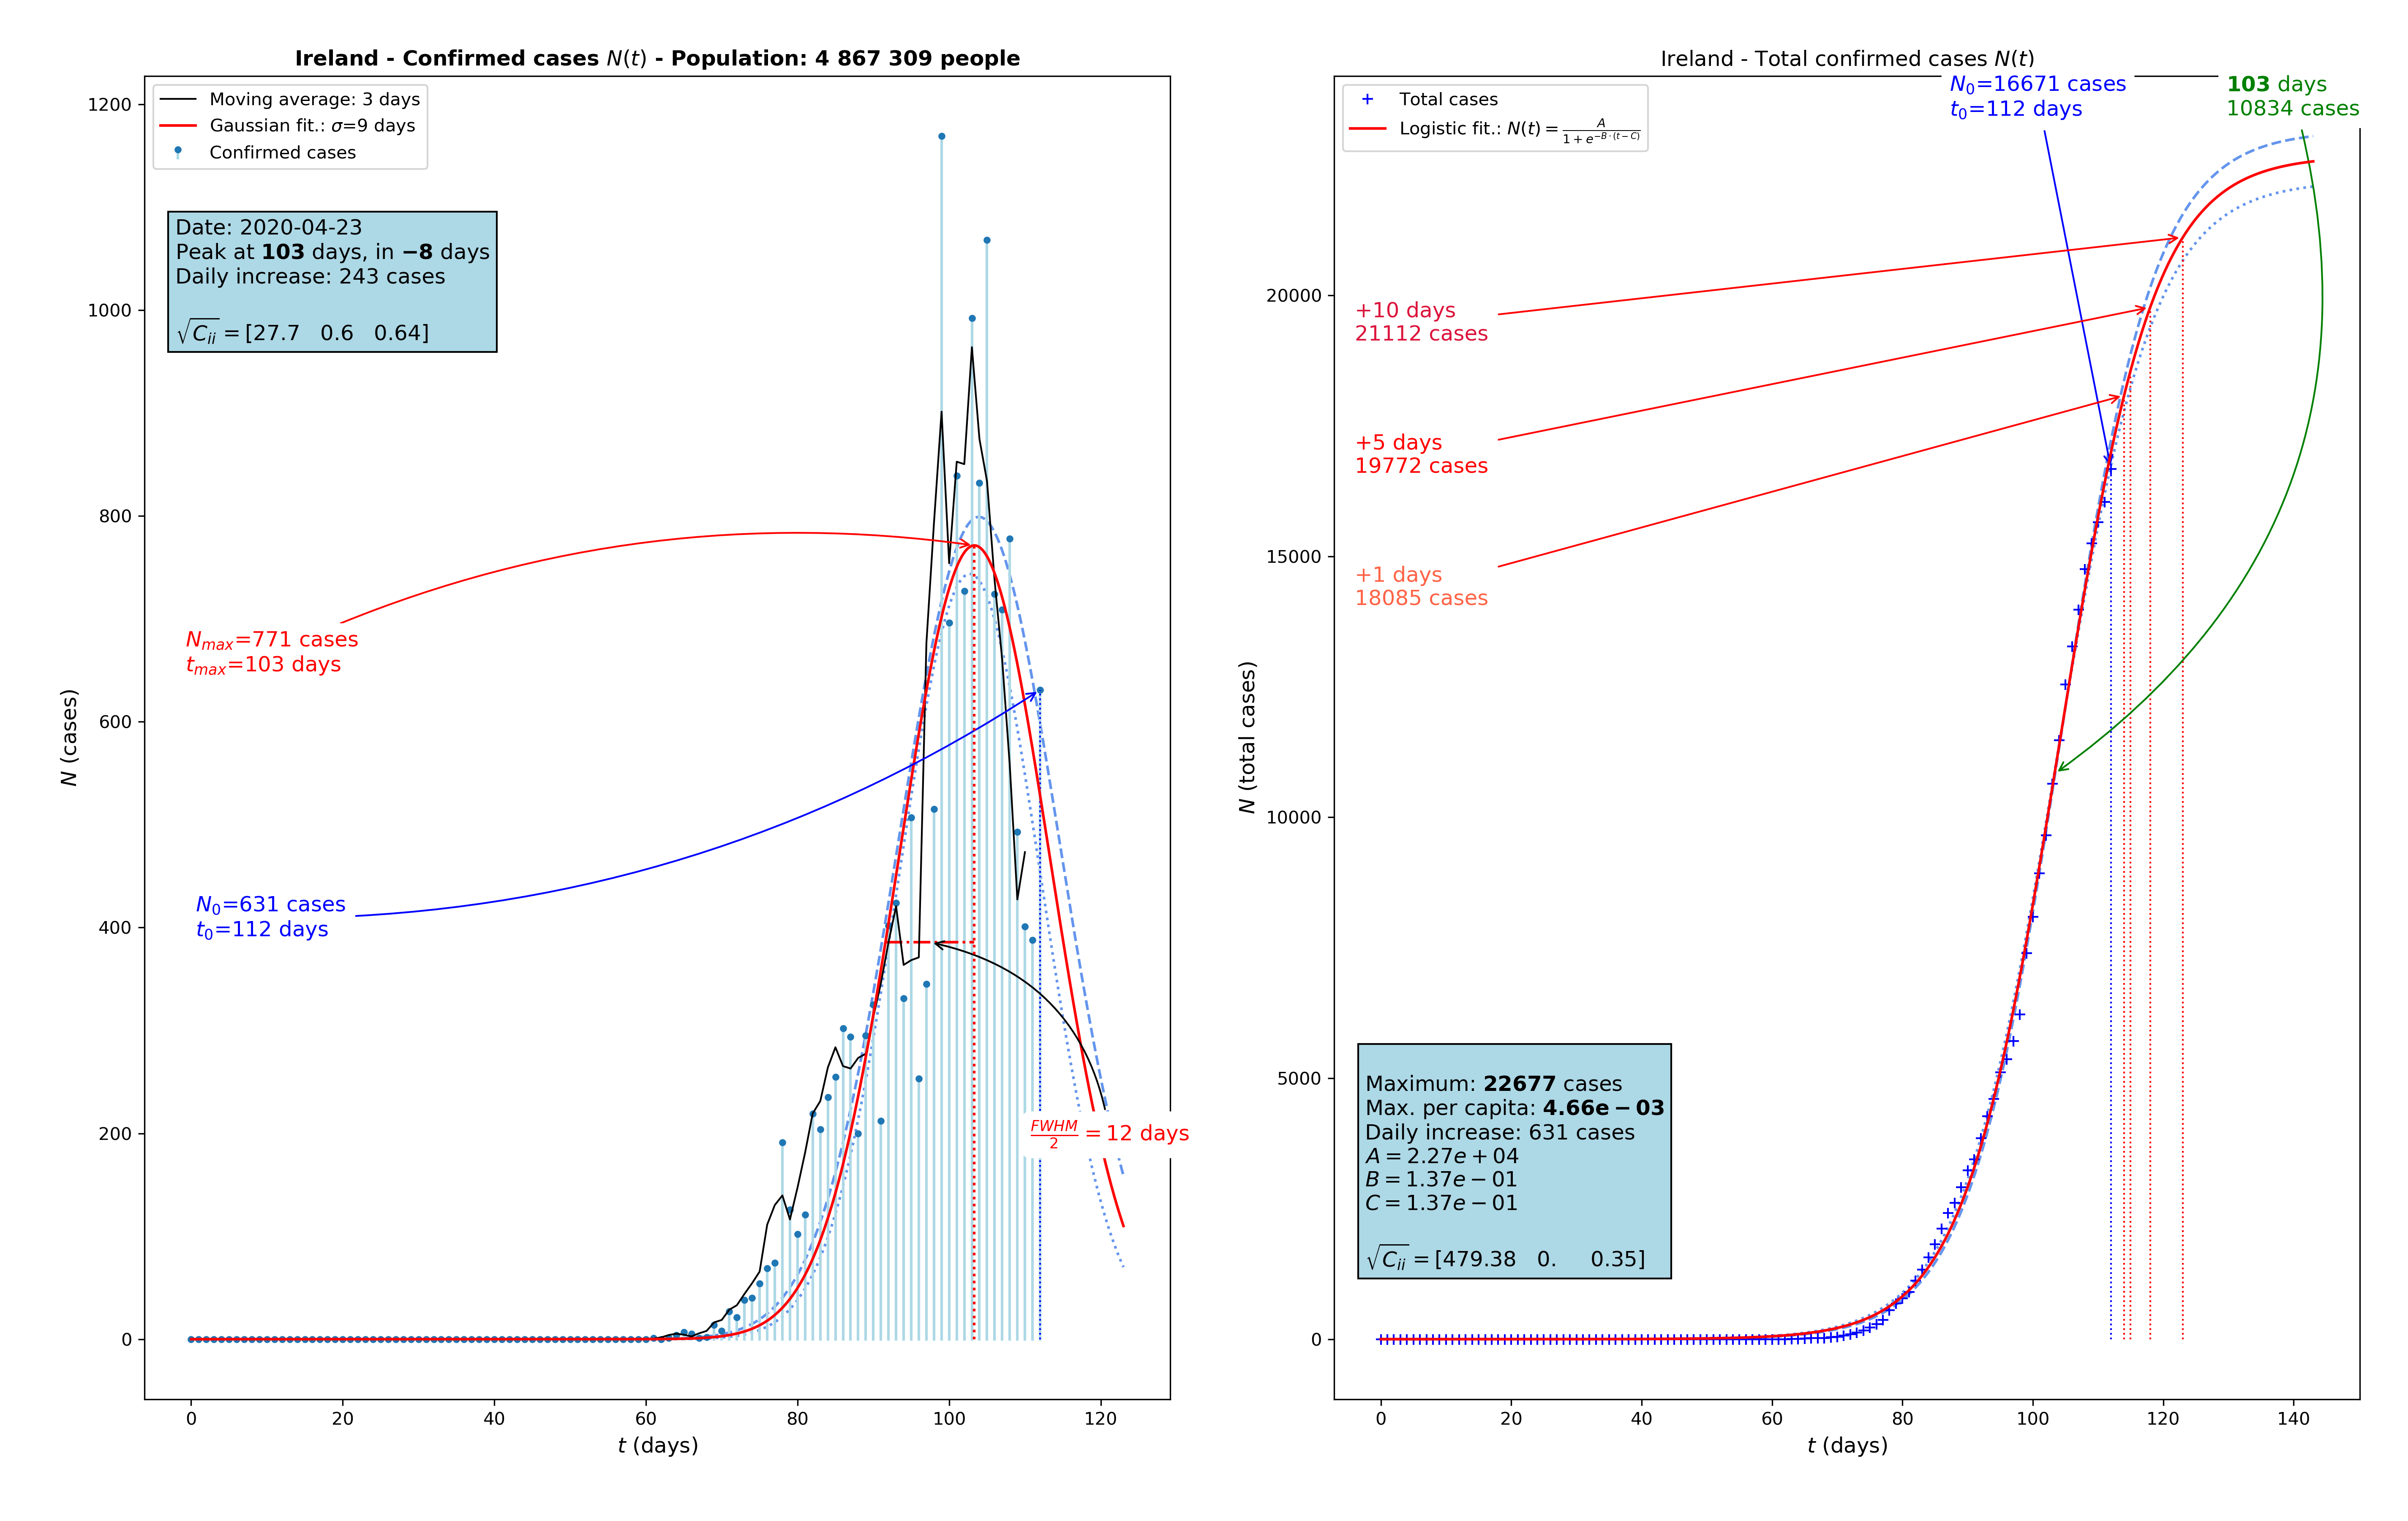 Ireland - Confirmed cases N(t) - Population: 4 867 309 people
Moving average: 3 days
Gaussian fit.: σ=9 days
Confirmed cases
Date: 2020-04-23
Peak at 103 days, in −8 days
Daily increase: 243 cases
√C_ii = [27.7 0.6 0.64]
N_max=771 cases
t_max=103 days
N_0=631 cases
t_0=112 days
FWHM/2 = 12 days
N (cases)
1200
1000
800
600
400
200
0
0 20 40 60 80 100 120
t (days)
Ireland - Total confirmed cases N(t)
N_0=16671 cases
t_0=112 days
103 days
10834 cases
Total cases
Logistic fit.: N(t) = A/(1+e^{−B·(t−C)})
+10 days
21112 cases
+5 days
19772 cases
+1 days
18085 cases
Maximum: 22677 cases
Max. per capita: 4.66e − 03
Daily increase: 631 cases
A = 2.27e + 04
B = 1.37e − 01
C = 1.37e − 01
√C_ii = [479.38 0. 0.35]
N (total cases)
20000
15000
10000
5000
0
0 20 40 60 80 100 120 140
t (days)